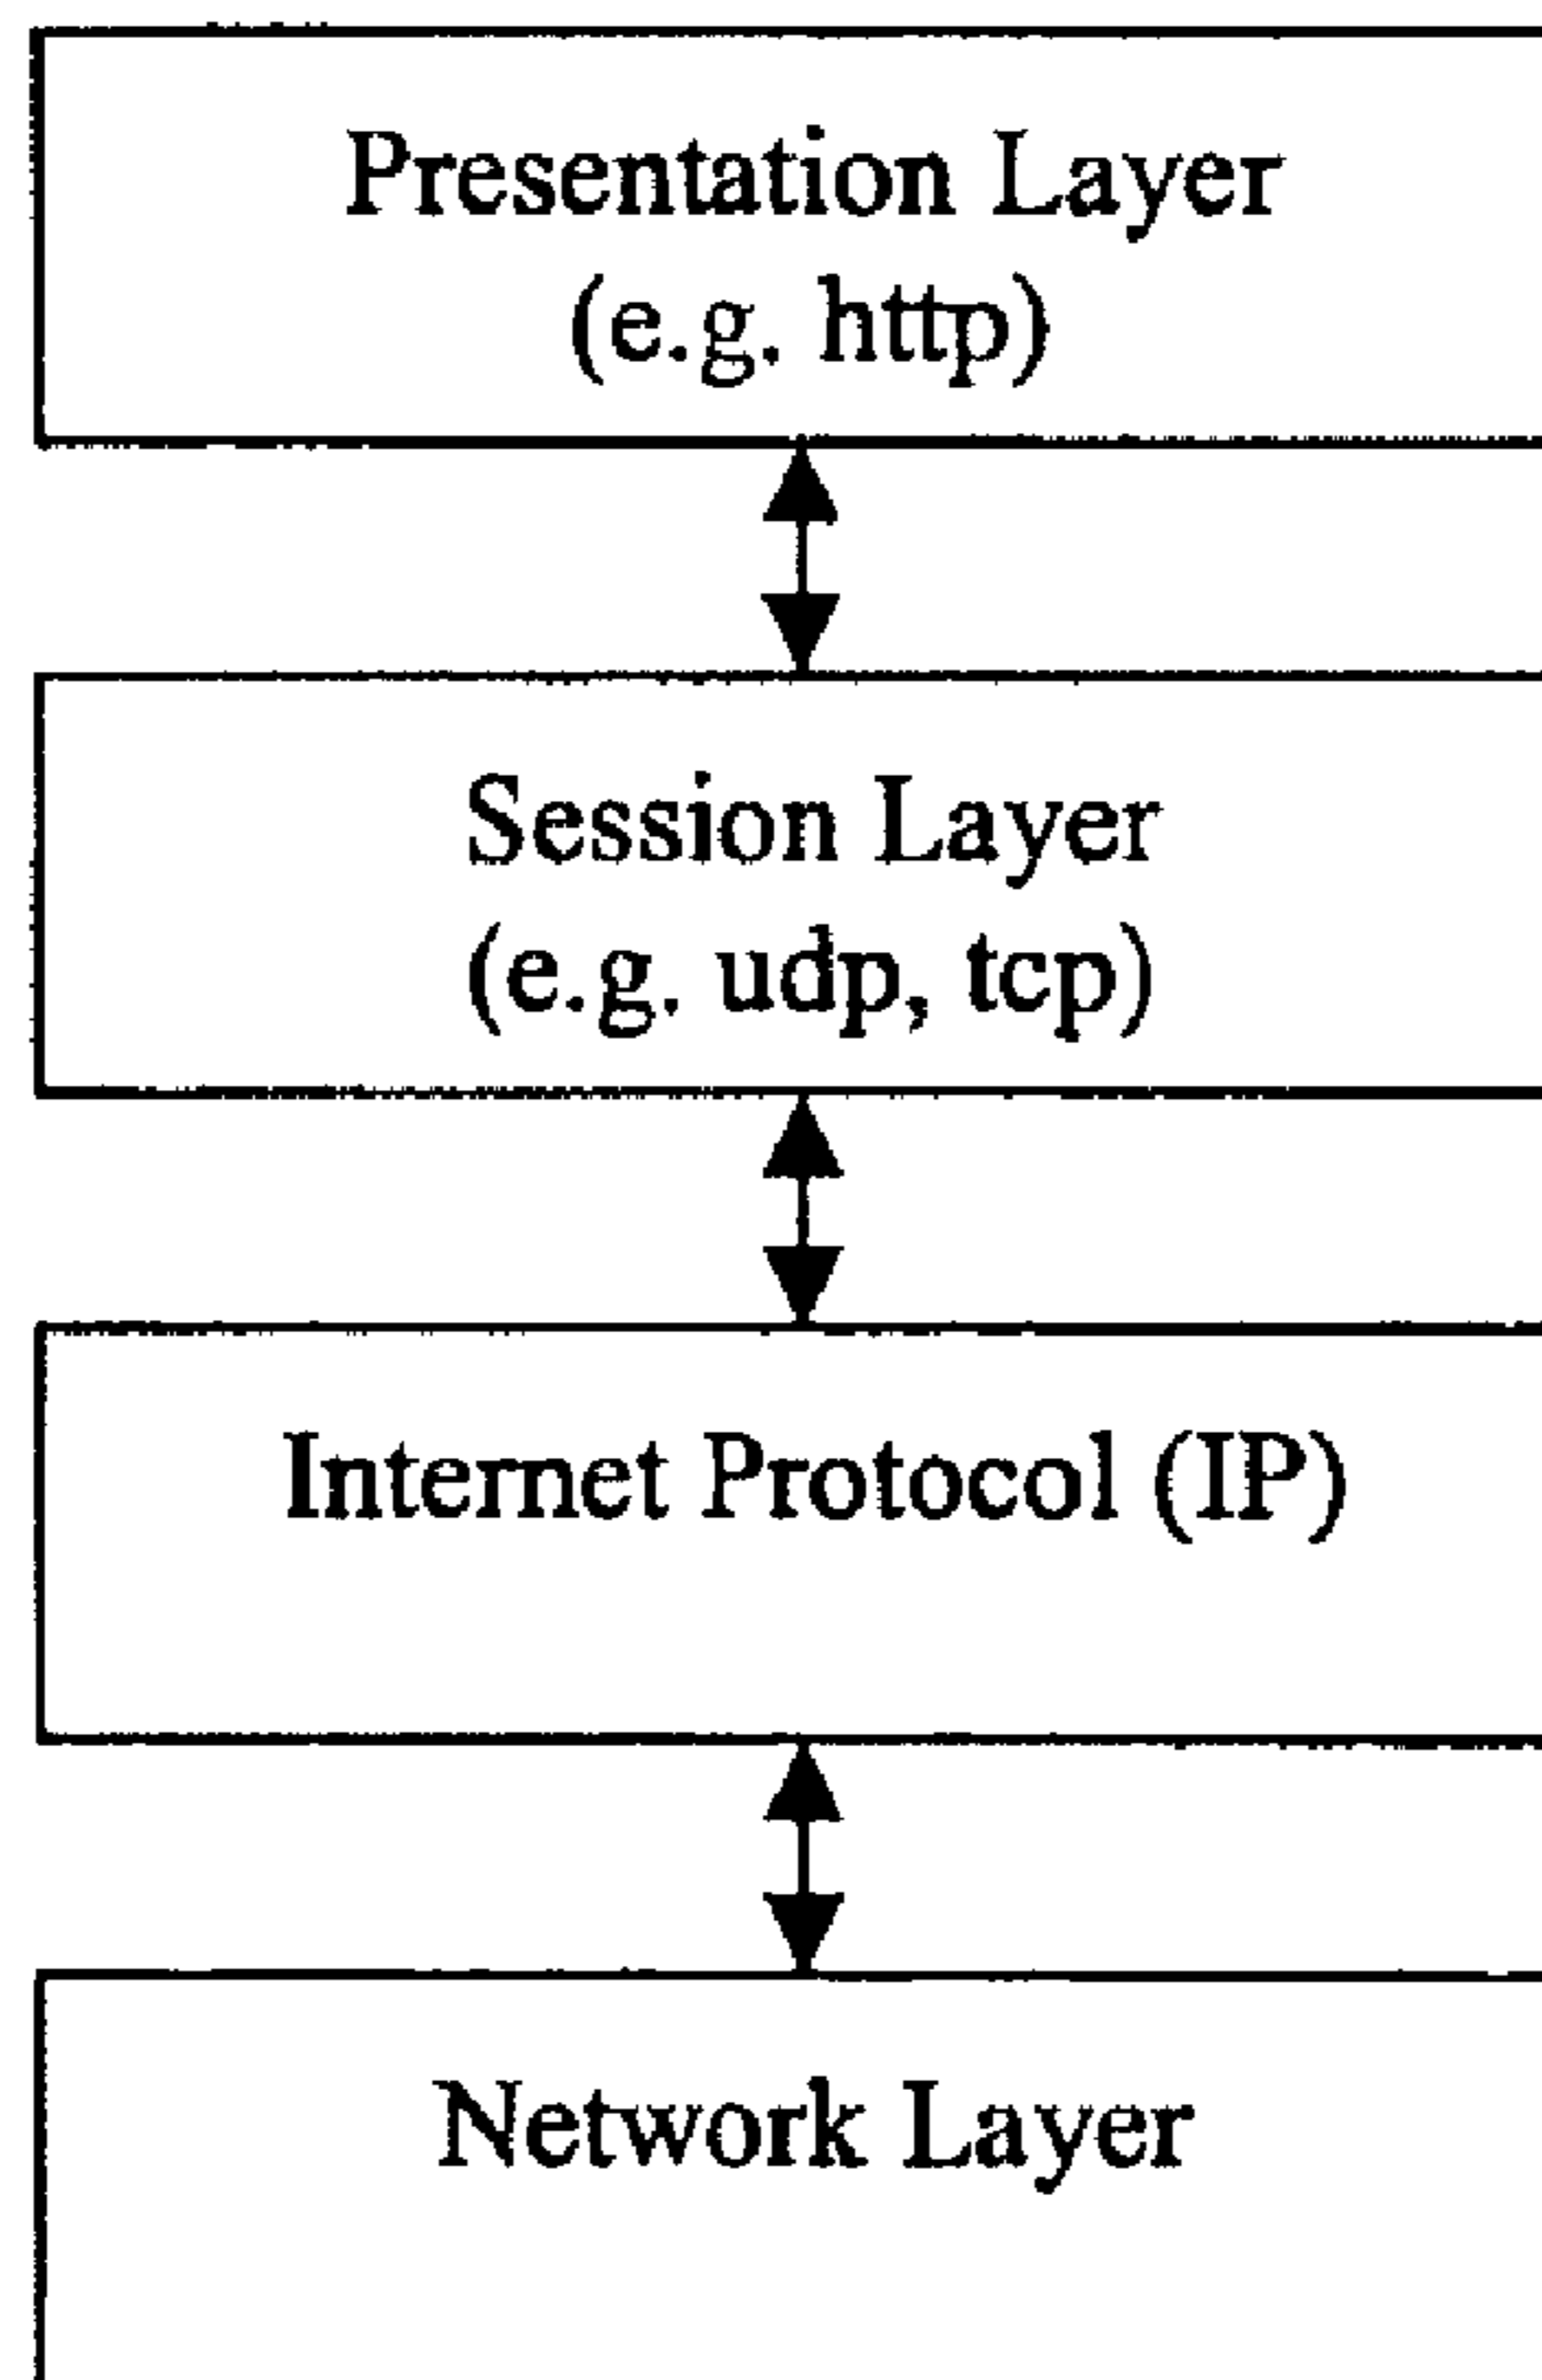 Presentation Layer
(e.g. http)
Session Layer
(e.g. udp, tcp)
Internet Protocol (IP)
Network Layer